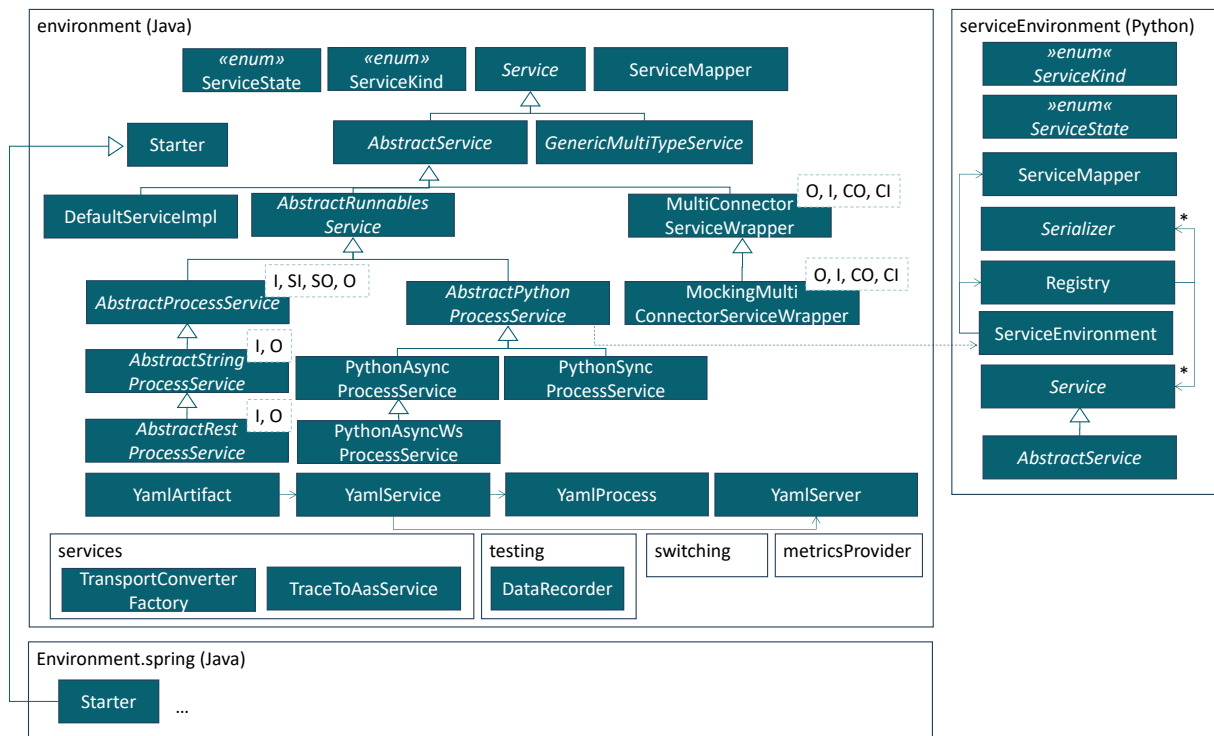 environment (Java)
«enum»
ServiceState
«enum»
ServiceKind
Service
ServiceMapper
AbstractService
GenericMultiTypeService
Starter
DefaultServiceImpl
AbstractRunnables
Service
MultiConnector
ServiceWrapper
O, I, CO, CI
AbstractProcessService
I, SI, SO, O
AbstractPython
ProcessService
MockingMulti
ConnectorServiceWrapper
O, I, CO, CI
AbstractString
ProcessService
I, O
PythonAsync
ProcessService
PythonSync
ProcessService
AbstractRest
ProcessService
I, O
PythonAsyncWs
ProcessService
YamlArtifact
YamlService
YamlProcess
YamlServer
services
TransportConverter
Factory
TraceToAasService
testing
DataRecorder
switching
metricsProvider
Environment.spring (Java)
Starter
...
serviceEnvironment (Python)
»enum«
ServiceKind
»enum«
ServiceState
ServiceMapper
*
Serializer
Registry
ServiceEnvironment
*
Service
AbstractService